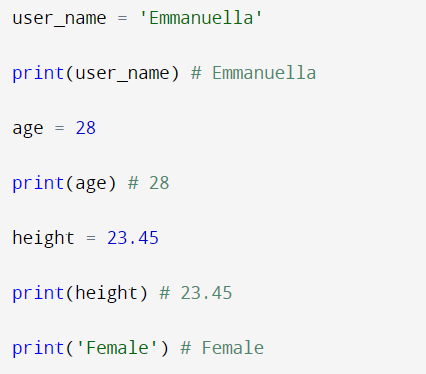 user_name = 'Emmanuella'
print(user_name) # Emmanuella
age = 28
print(age) # 28
height = 23.45
print(height) # 23.45
print('Female') # Female